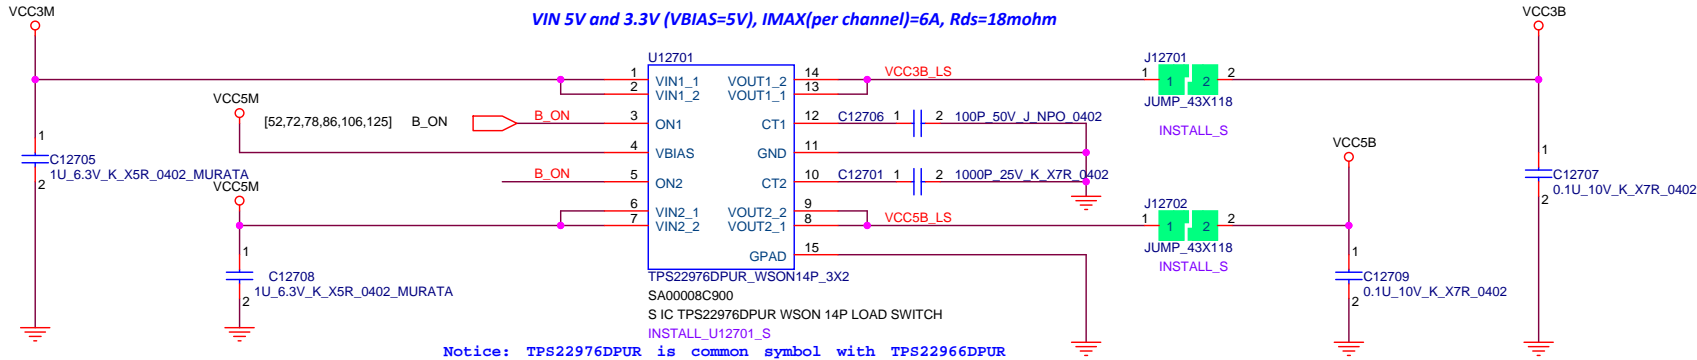 VIN 5V and 3.3V (VBIAS=5V), IMAX(per channel)=6A, Rds=18mohm
VCC3M
VCC3B
U12701
J12701
1 VIN1_1 VOUT1_2 14 VCC3B_LS 1 1 2 2
2 VIN1_2 VOUT1_1 13
VCC5M
JUMP_43X118
[52,72,78,86,106,125] B_ON B_ON 3 ON1 CT1 12 C12706 1 2 100P_50V_J_NPO_0402
INSTALL_S
1
C12705
1U_6.3V_K_X5R_0402_MURATA
2
4 VBIAS GND 11
VCC5B
1
C12707
0.1U_10V_K_X7R_0402
2
B_ON 5 ON2 CT2 10 C12701 1 2 1000P_25V_K_X7R_0402
VCC5M
J12702
6 VIN2_1 VOUT2_2 9
7 VIN2_2 VOUT2_1 8 VCC5B_LS 1 1 2 2
JUMP_43X118
INSTALL_S
GPAD 15
1
C12708
1U_6.3V_K_X5R_0402_MURATA
2
1
C12709
0.1U_10V_K_X7R_0402
2
TPS22976DPUR_WSON14P_3X2
SA00008C900
S IC TPS22976DPUR WSON 14P LOAD SWITCH
INSTALL_U12701_S
Notice: TPS22976DPUR is common symbol with TPS22966DPUR